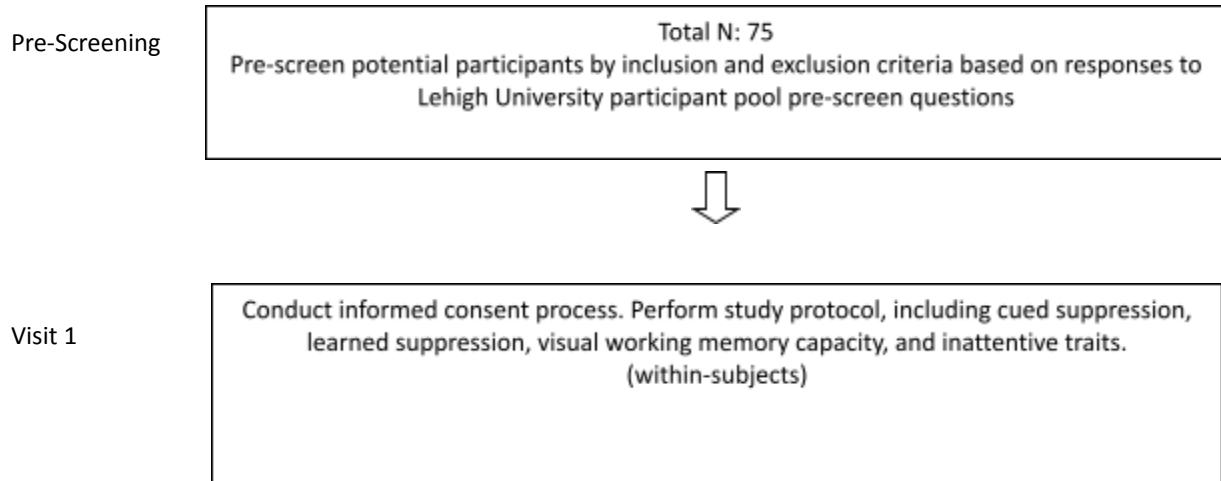 Pre-Screening
Total N: 75
Pre-screen potential participants by inclusion and exclusion criteria based on responses to
Lehigh University participant pool pre-screen questions
Visit 1
Conduct informed consent process. Perform study protocol, including cued suppression,
learned suppression, visual working memory capacity, and inattentive traits.
(within-subjects)